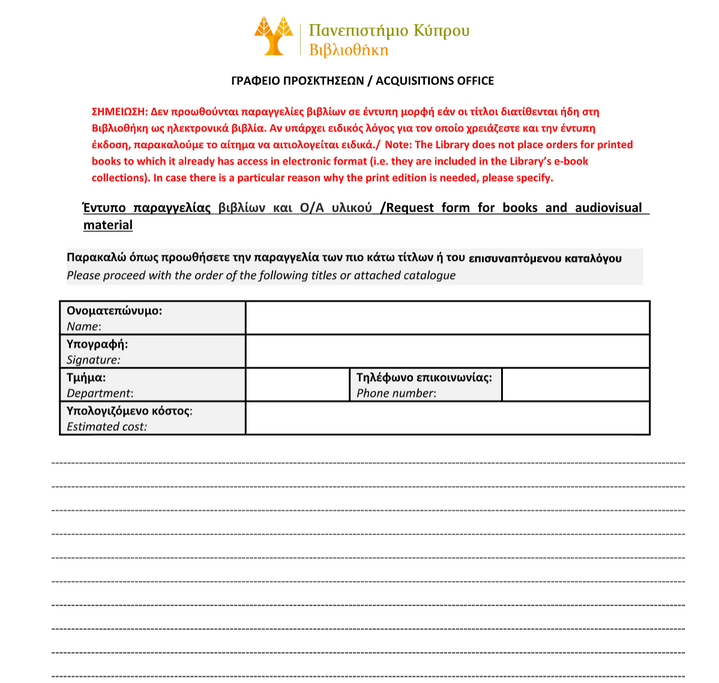 Πανεπιστήμιο Κύπρου
Βιβλιοθήκη
ΓΡΑΦΕΙΟ ΠΡΟΣΚΤΗΣΕΩΝ / ACQUISITIONS OFFICE
ΣΗΜΕΙΩΣΗ: Δεν προωθούνται παραγγελίες βιβλίων σε έντυπη μορφή εάν οι τίτλοι διατίθενται ήδη στη
Βιβλιοθήκη ως ηλεκτρονικά βιβλία. Αν υπάρχει ειδικός λόγος για τον οποίο χρειάζεστε και την έντυπη
έκδοση, παρακαλούμε το αίτημα να αιτιολογείται ειδικά./ Note: The Library does not place orders for printed
books to which it already has access in electronic format (i.e. they are included in the Library’s e-book
collections). In case there is a particular reason why the print edition is needed, please specify.
Έντυπο παραγγελίας βιβλίων και Ο/Α υλικού /Request form for books and audiovisual
material
Παρακαλώ όπως προωθήσετε την παραγγελία των πιο κάτω τίτλων ή του επισυναπτόμενου καταλόγου
Please proceed with the order of the following titles or attached catalogue
Ονοματεπώνυμο:
Name:
Υπογραφή:
Signature:
Τμήμα:
Department:
Τηλέφωνο επικοινωνίας:
Phone number:
Υπολογιζόμενο κόστος:
Estimated cost: